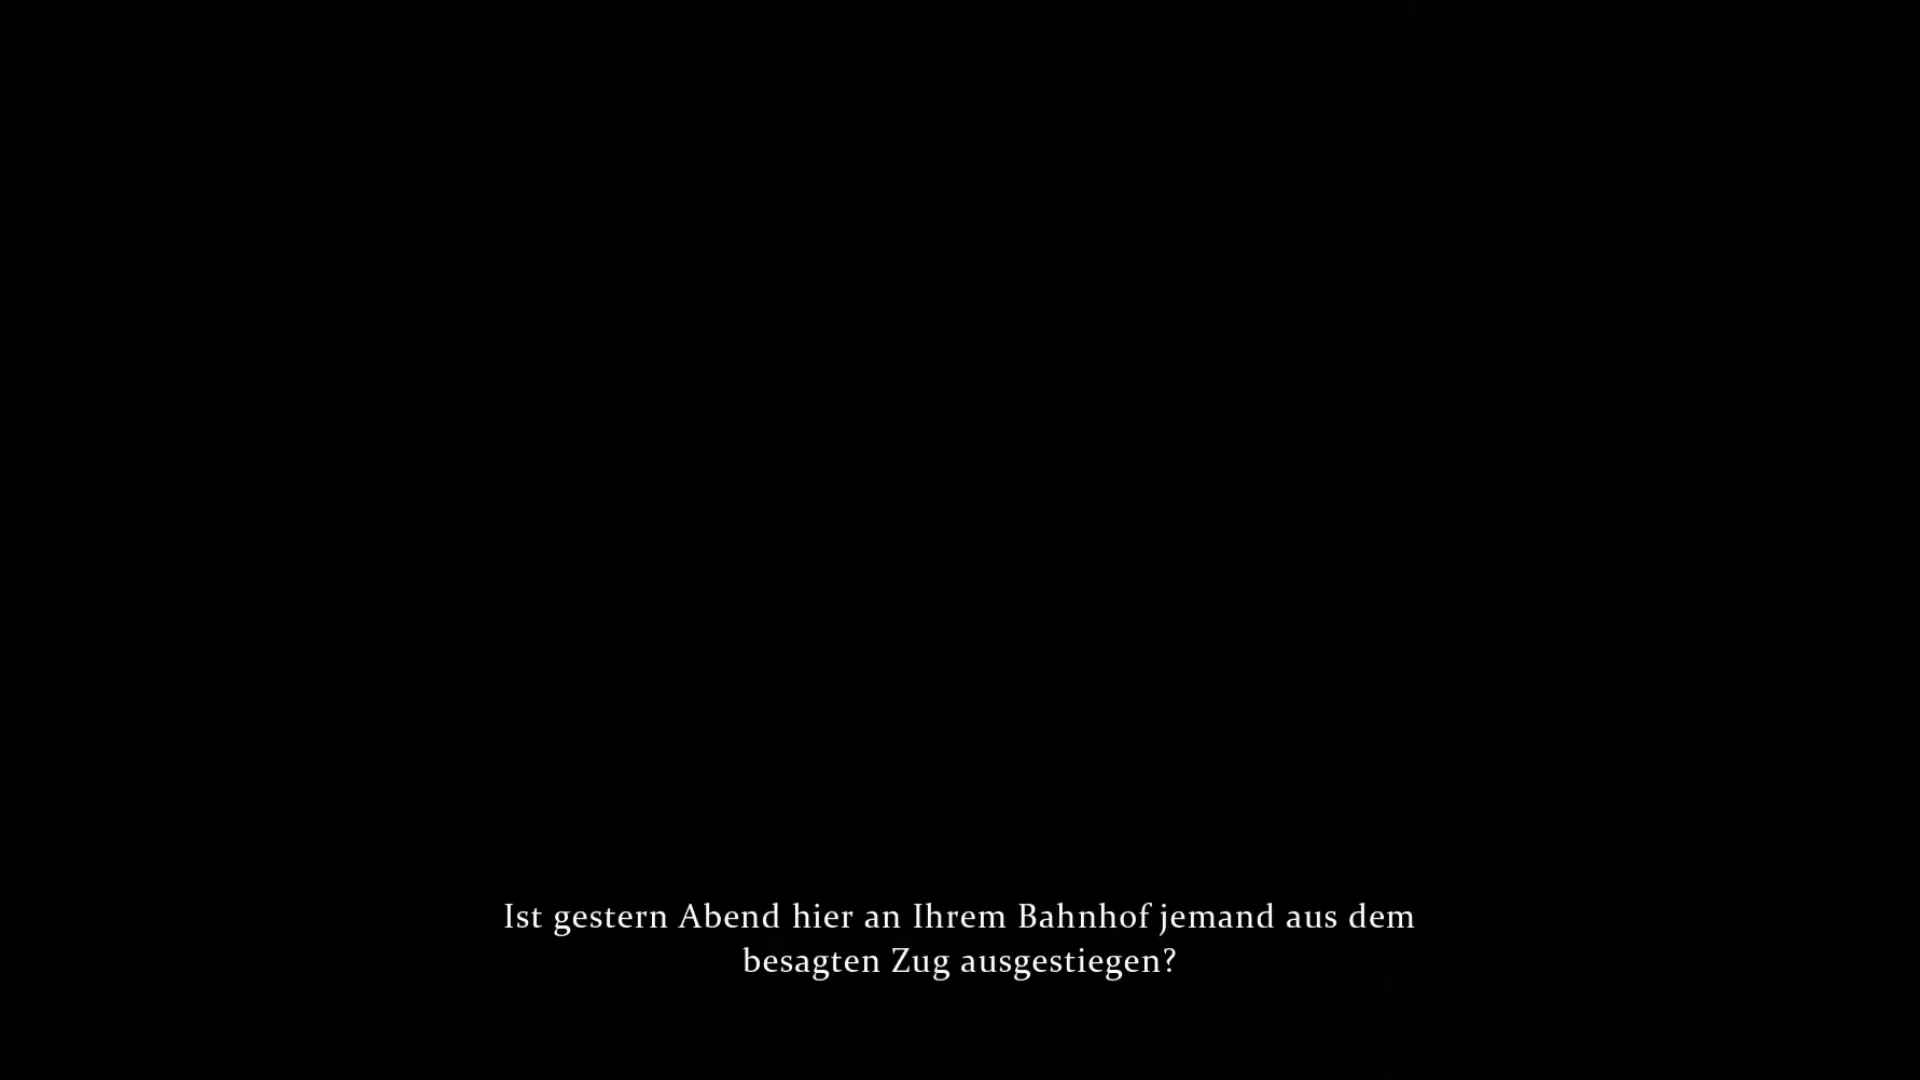 Ist gestern Abend hier an Ihrem Bahnhof jemand aus dem
besagten Zug ausgestiegen?